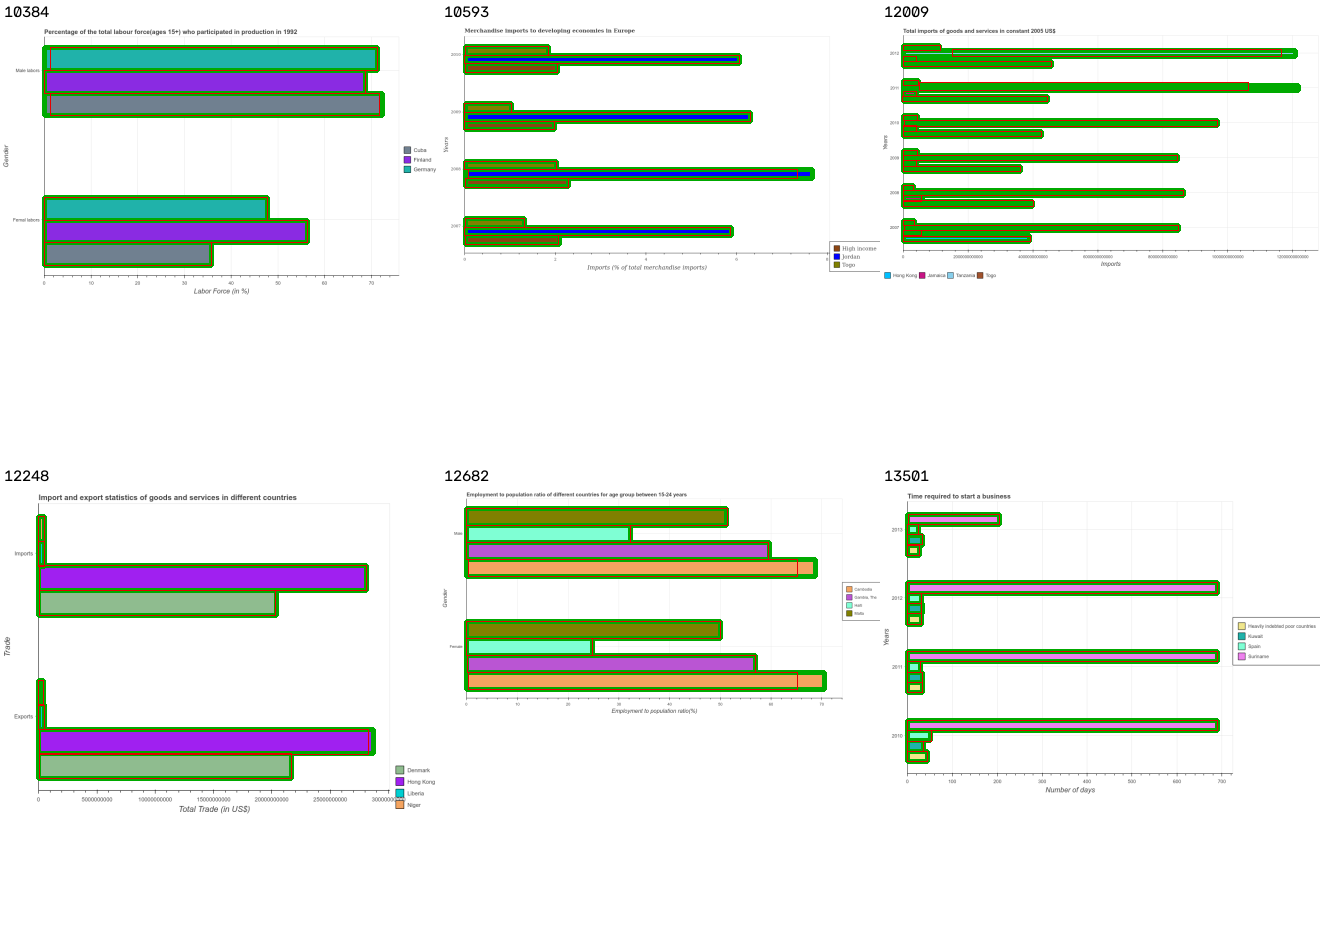 10384
Percentage of the total labour force(ages 15+) who participated in production in 1992
Male labors
Gender
Female labors
0 10 20 30 40 50 60 70
Labor Force (in %)
Cuba
Finland
Germany
10593
Merchandise imports to developing economies in Europe
2009
2008
2007
Years
0 2 4 6
Imports (% of total merchandise imports)
High income
Jordan
Togo
12009
Total imports of goods and services in constant 2005 US$
2012
2011
2010
2009
2008
2007
Years
0 200000000000 400000000000 600000000000 800000000000 1000000000000 1200000000000
Imports
Hong Kong Jamaica Tanzania Togo
12248
Import and export statistics of goods and services in different countries
Imports
Trade
Exports
0 50000000000 100000000000 150000000000 200000000000 250000000000
Total Trade (in US$)
Denmark
Hong Kong
Liberia
Niger
12682
Employment to population ratio of different countries for age group between 15-24 years
Male
Gender
Female
0 10 20 30 40 50 60 70
Employment to population ratio(%)
Cambodia
Gambia, The
Haiti
Malta
13501
Time required to start a business
2013
2012
2011
2010
Years
0 100 200 300 400 500 600 700
Number of days
Heavily indebted poor countries
Kuwait
Spain
Suriname